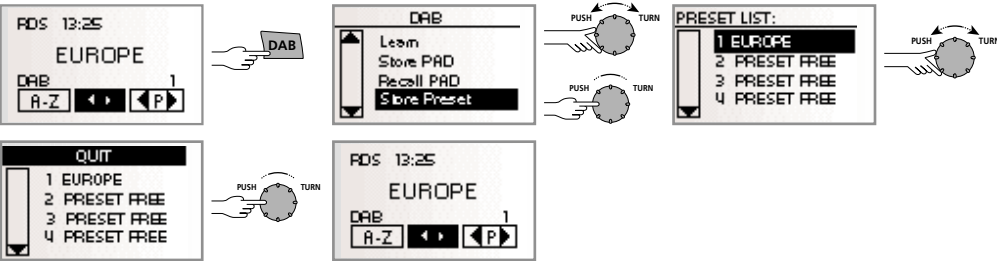 RDS 13:25
EUROPE
DAB 1
A-Z P
DAB
DAB
Learn
Store PAD
Recall PAD
Store Preset
PUSH TURN
PUSH TURN
PRESET LIST:
1 EUROPE
2 PRESET FREE
3 PRESET FREE
4 PRESET FREE
PUSH TURN
QUIT
1 EUROPE
2 PRESET FREE
3 PRESET FREE
4 PRESET FREE
PUSH TURN
RDS 13:25
EUROPE
DAB 1
A-Z P